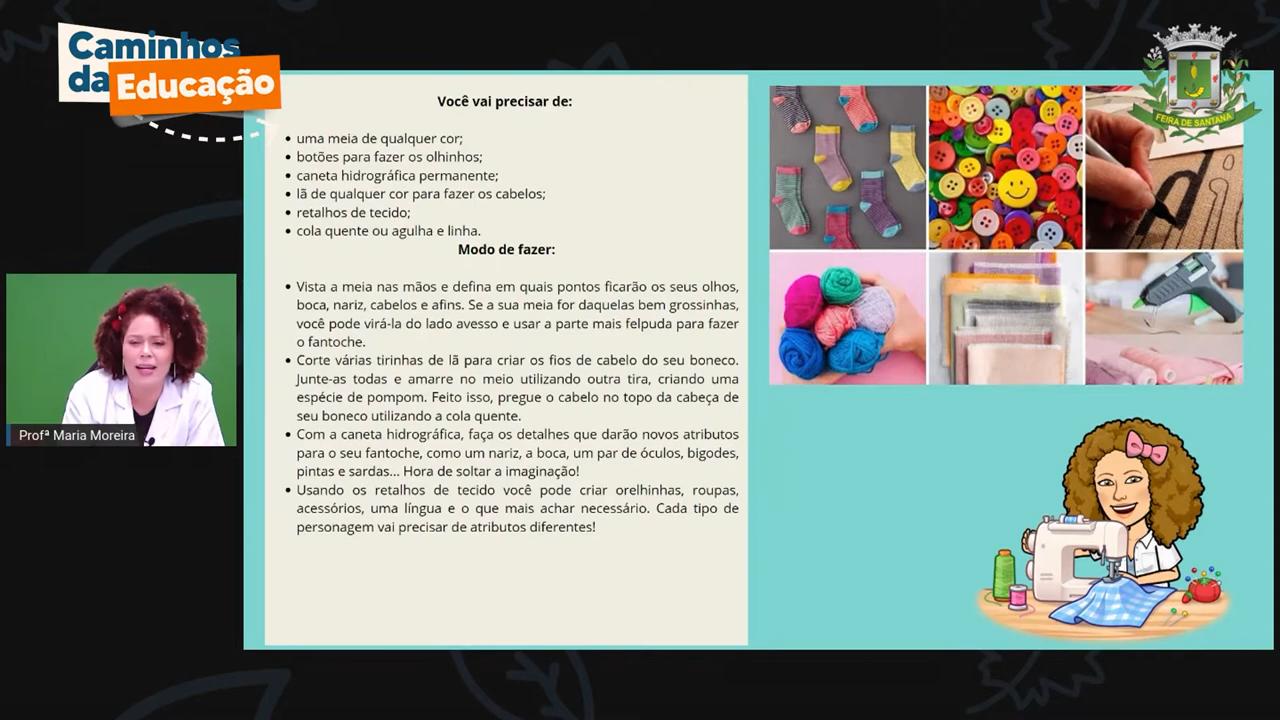 Caminhos
da Educação
FEIRA DE SANTANA
Você vai precisar de:
• uma meia de qualquer cor;
• botões para fazer os olhinhos;
• caneta hidrográfica permanente;
• lã de qualquer cor para fazer os cabelos;
• retalhos de tecido;
• cola quente ou agulha e linha.
Modo de fazer:
• Vista a meia nas mãos e defina em quais pontos ficarão os seus olhos,
boca, nariz, cabelos e afins. Se a sua meia for daquelas bem grossinhas,
você pode virá-la do lado avesso e usar a parte mais felpuda para fazer
o fantoche.
• Corte várias tirinhas de lã para criar os fios de cabelo do seu boneco.
Junte-as todas e amarre no meio utilizando outra tira, criando uma
espécie de pompom. Feito isso, pregue o cabelo no topo da cabeça de
seu boneco utilizando a cola quente.
• Com a caneta hidrográfica, faça os detalhes que darão novos atributos
para o seu fantoche, como um nariz, a boca, um par de óculos, bigodes,
pintas e sardas... Hora de soltar a imaginação!
• Usando os retalhos de tecido você pode criar orelhinhas, roupas,
acessórios, uma língua e o que mais achar necessário. Cada tipo de
personagem vai precisar de atributos diferentes!
Profª Maria Moreira